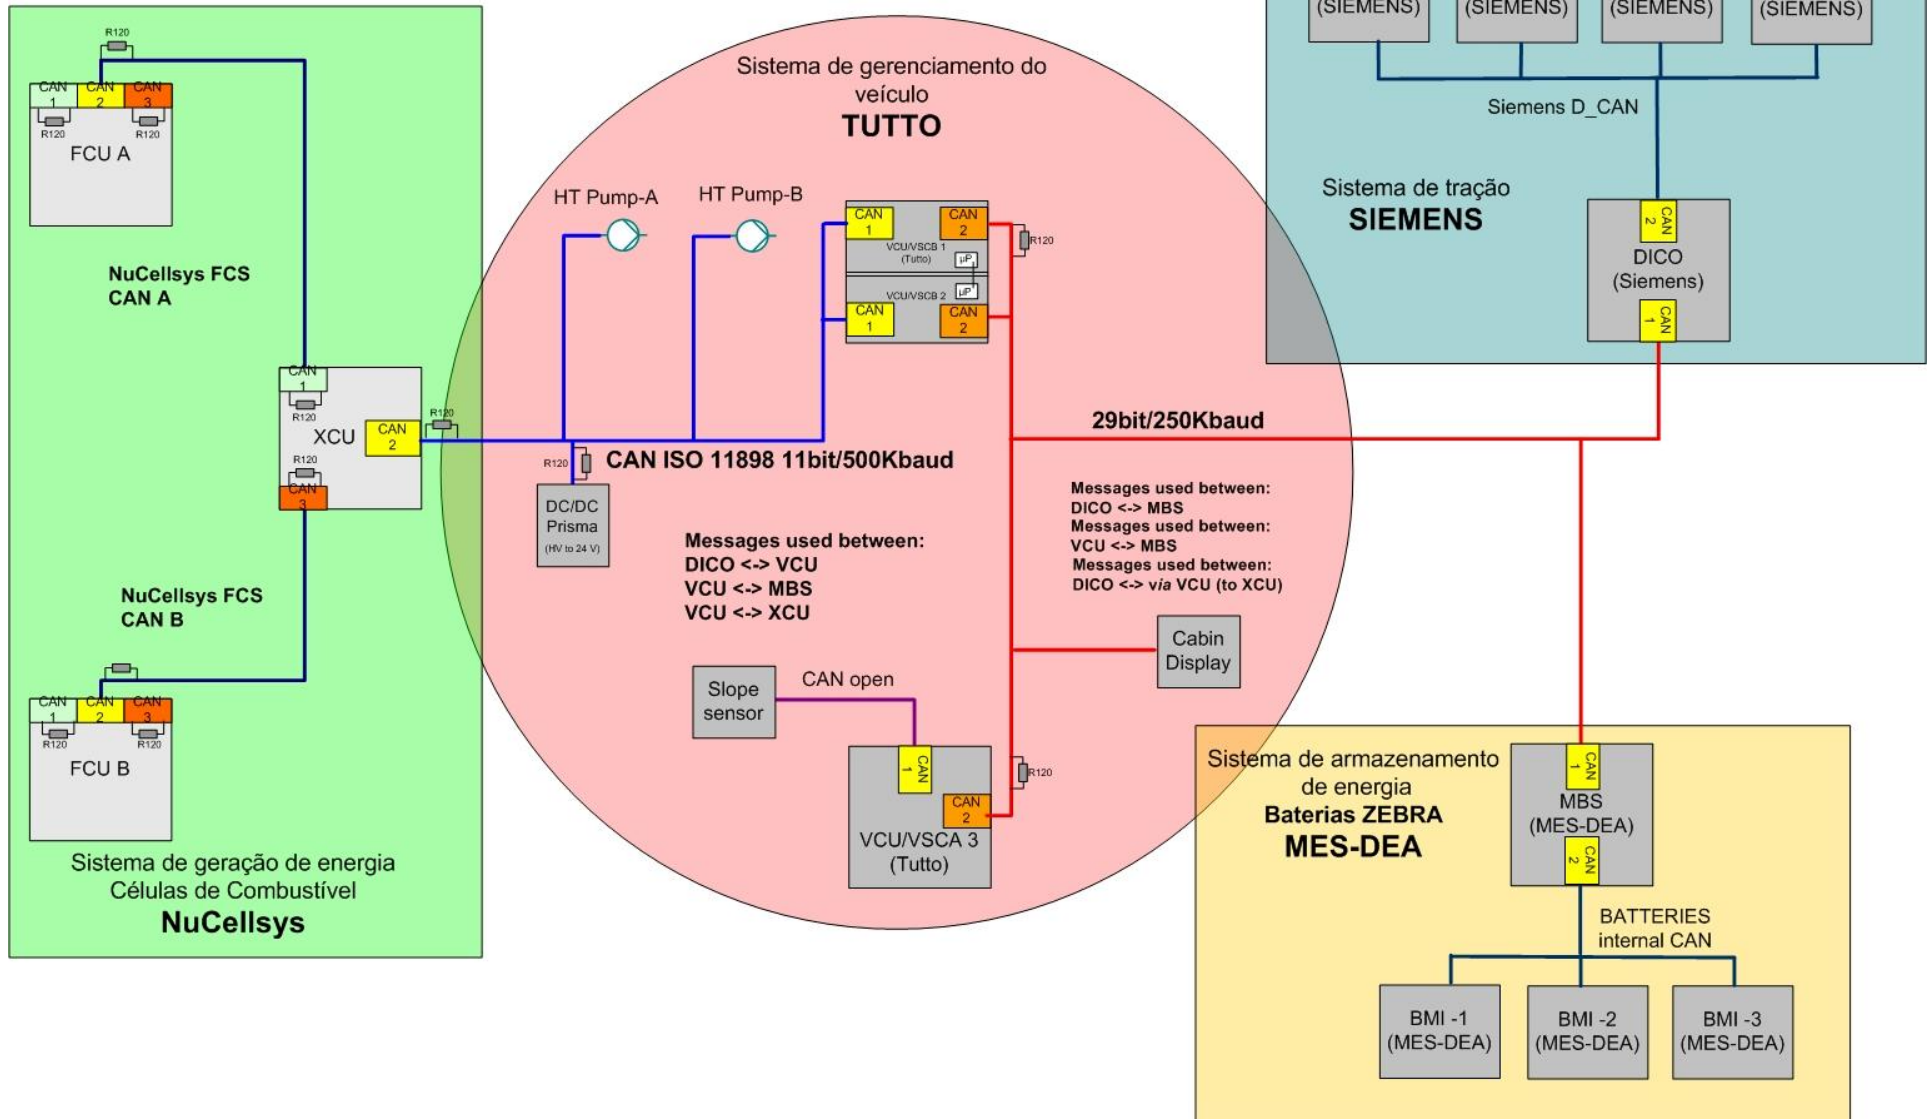 R120
CAN
1
CAN
2
CAN
3
R120
R120
FCU A
NuCellsys FCS
CAN A
CAN
1
R120
XCU
CAN
2
R120
R120
CAN
3
NuCellsys FCS
CAN B
CAN
1
CAN
2
CAN
3
R120
R120
FCU B
Sistema de geração de energia
Células de Combustível
NuCellsys
Sistema de gerenciamento do
veículo
TUTTO
HT Pump-A
HT Pump-B
CAN
1
CAN
2
VCU/VSCB 1
(Tutto)
µP
VCU/VSCB 2
µP
CAN
1
CAN
2
R120
R120
CAN ISO 11898 11bit/500Kbaud
DC/DC
Prisma
(HV to 24 V)
Messages used between:
DICO <-> VCU
VCU <-> MBS
VCU <-> XCU
29bit/250Kbaud
Messages used between:
DICO <-> MBS
Messages used between:
VCU <-> MBS
Messages used between:
DICO <-> via VCU (to XCU)
Cabin
Display
Slope
sensor
CAN open
CAN
1
CAN
2
R120
VCU/VSCA 3
(Tutto)
(SIEMENS)
(SIEMENS)
(SIEMENS)
(SIEMENS)
Siemens D_CAN
Sistema de tração
SIEMENS
CAN
2
DICO
(Siemens)
CAN
1
Sistema de armazenamento
de energia
Baterias ZEBRA
MES-DEA
CAN
1
MBS
(MES-DEA)
CAN
2
BATTERIES
internal CAN
BMI -1
(MES-DEA)
BMI -2
(MES-DEA)
BMI -3
(MES-DEA)